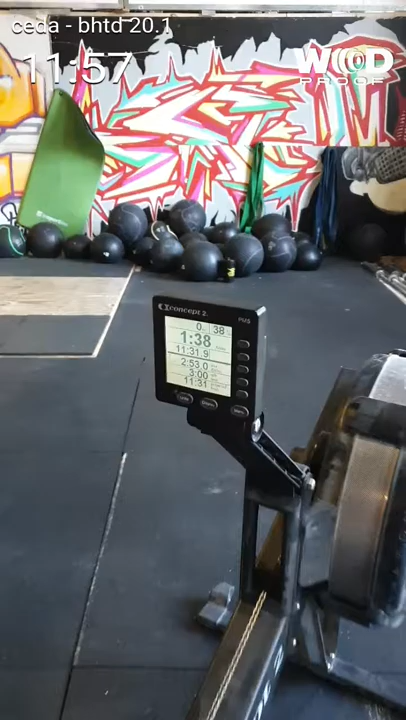 ceda - bhtd 20.1
11:57
WOD
PROOF
concept 2.
PM5
0
38
1:38
11:31.9
2:53.0
3:00
11:31